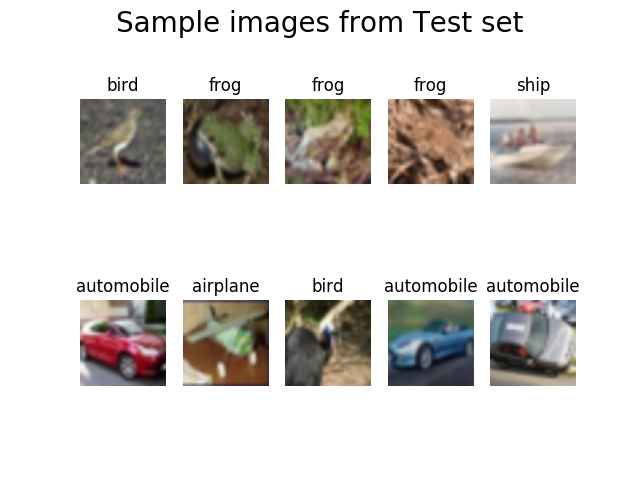 Sample images from Test set
bird frog frog frog ship
automobile airplane bird automobile automobile